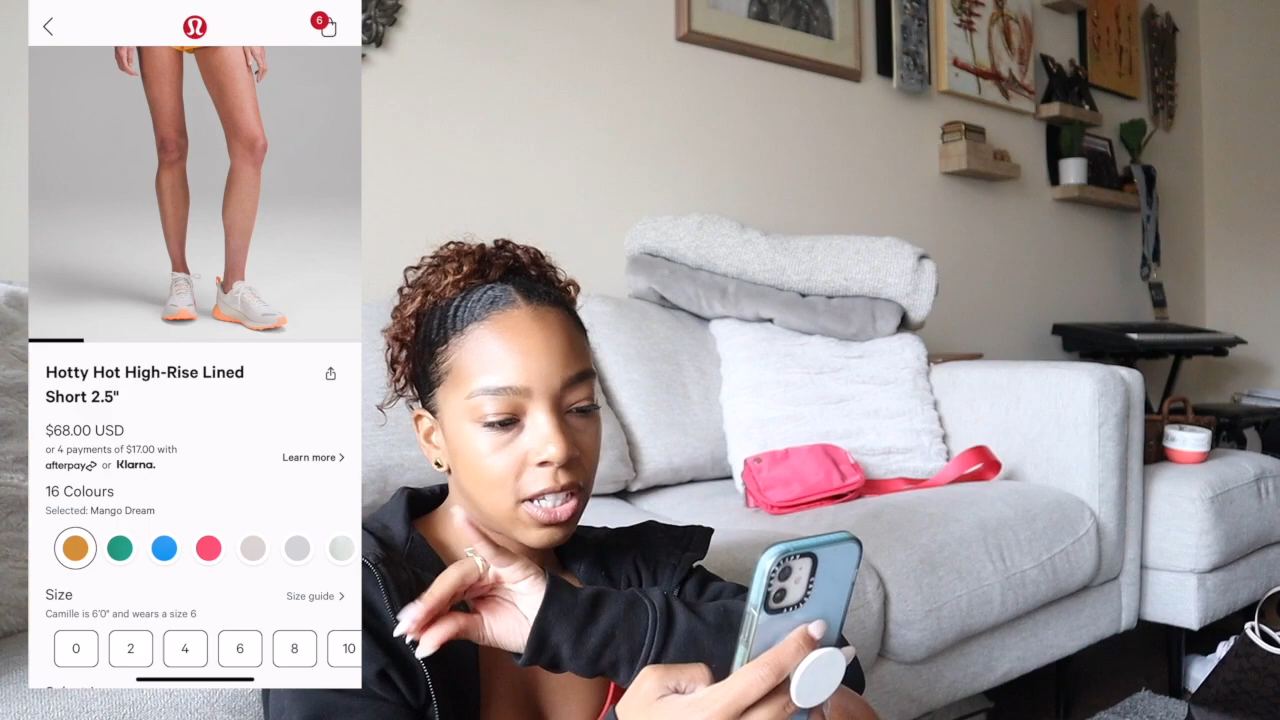 6
Hotty Hot High-Rise Lined
Short 2.5"
$68.00 USD
or 4 payments of $17.00 with
afterpay or Klarna.
Learn more >
16 Colours
Selected: Mango Dream
Size
Size guide >
Camille is 6'0" and wears a size 6
0 2 4 6 8 10